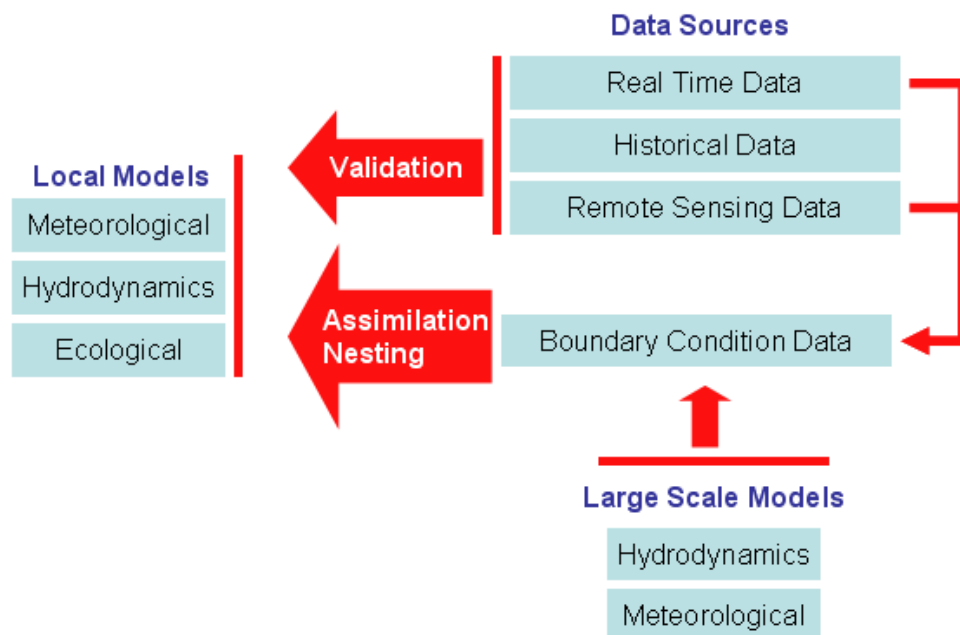 Data Sources
Real Time Data
Historical Data
Remote Sensing Data
Validation
Local Models
Meteorological
Hydrodynamics
Ecological
Assimilation
Nesting
Boundary Condition Data
Large Scale Models
Hydrodynamics
Meteorological